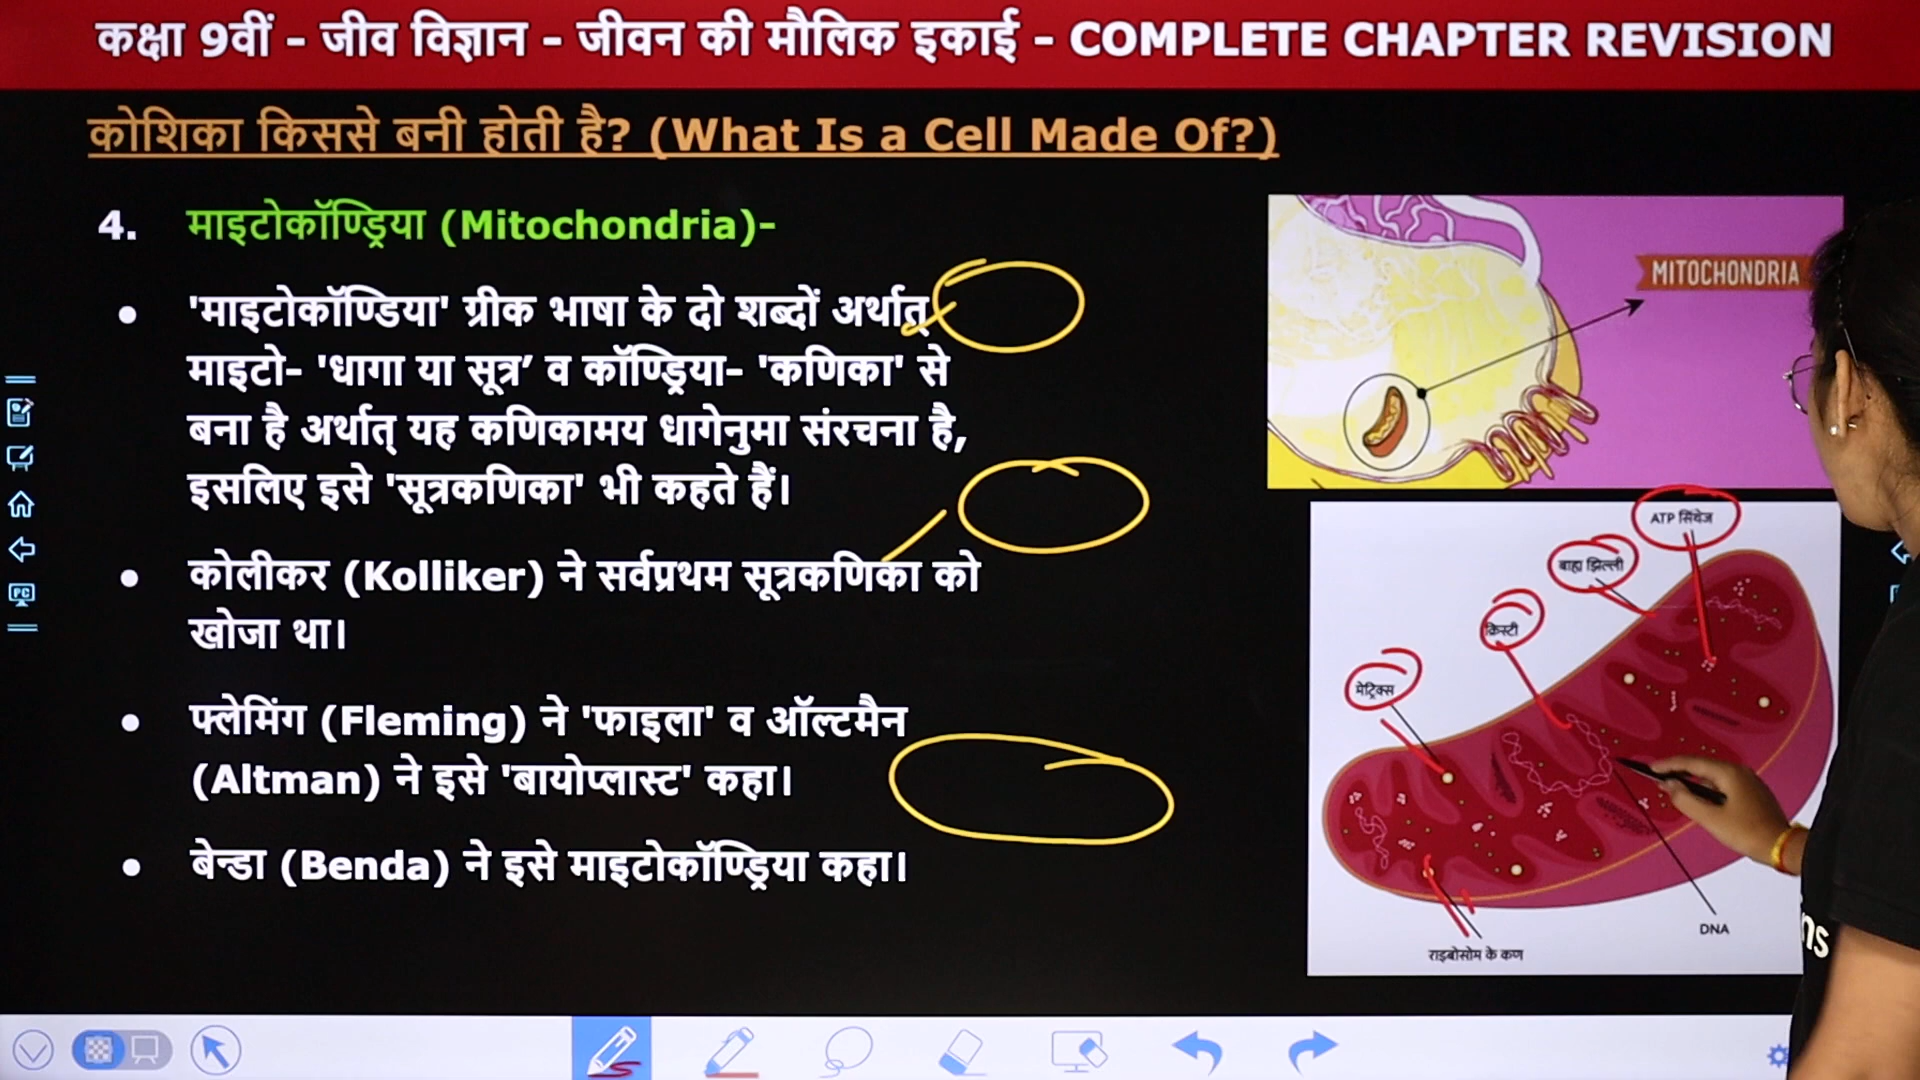 कक्षा 9वीं - जीव विज्ञान - जीवन की मौलिक इकाई - COMPLETE CHAPTER REVISION
कोशिका किससे बनी होती है? (What Is a Cell Made Of?)
4. माइटोकॉण्ड्रिया (Mitochondria)-
• 'माइटोकॉण्डिया' ग्रीक भाषा के दो शब्दों अर्थात्
माइटो- 'धागा या सूत्र’ व कॉण्ड्रिया- 'कणिका' से
बना है अर्थात् यह कणिकामय धागेनुमा संरचना है,
इसलिए इसे 'सूत्रकणिका' भी कहते हैं।
• कोलीकर (Kolliker) ने सर्वप्रथम सूत्रकणिका को
खोजा था।
• फ्लेमिंग (Fleming) ने 'फाइला' व ऑल्टमैन
(Altman) ने इसे 'बायोप्लास्ट' कहा।
• बेन्डा (Benda) ने इसे माइटोकॉण्ड्रिया कहा।
MITOCHONDRIA
ATP सिंथेज
बाह्य झिल्ली
क्रिस्टी
मेट्रिक्स
DNA
राइबोसोम के कण
PC